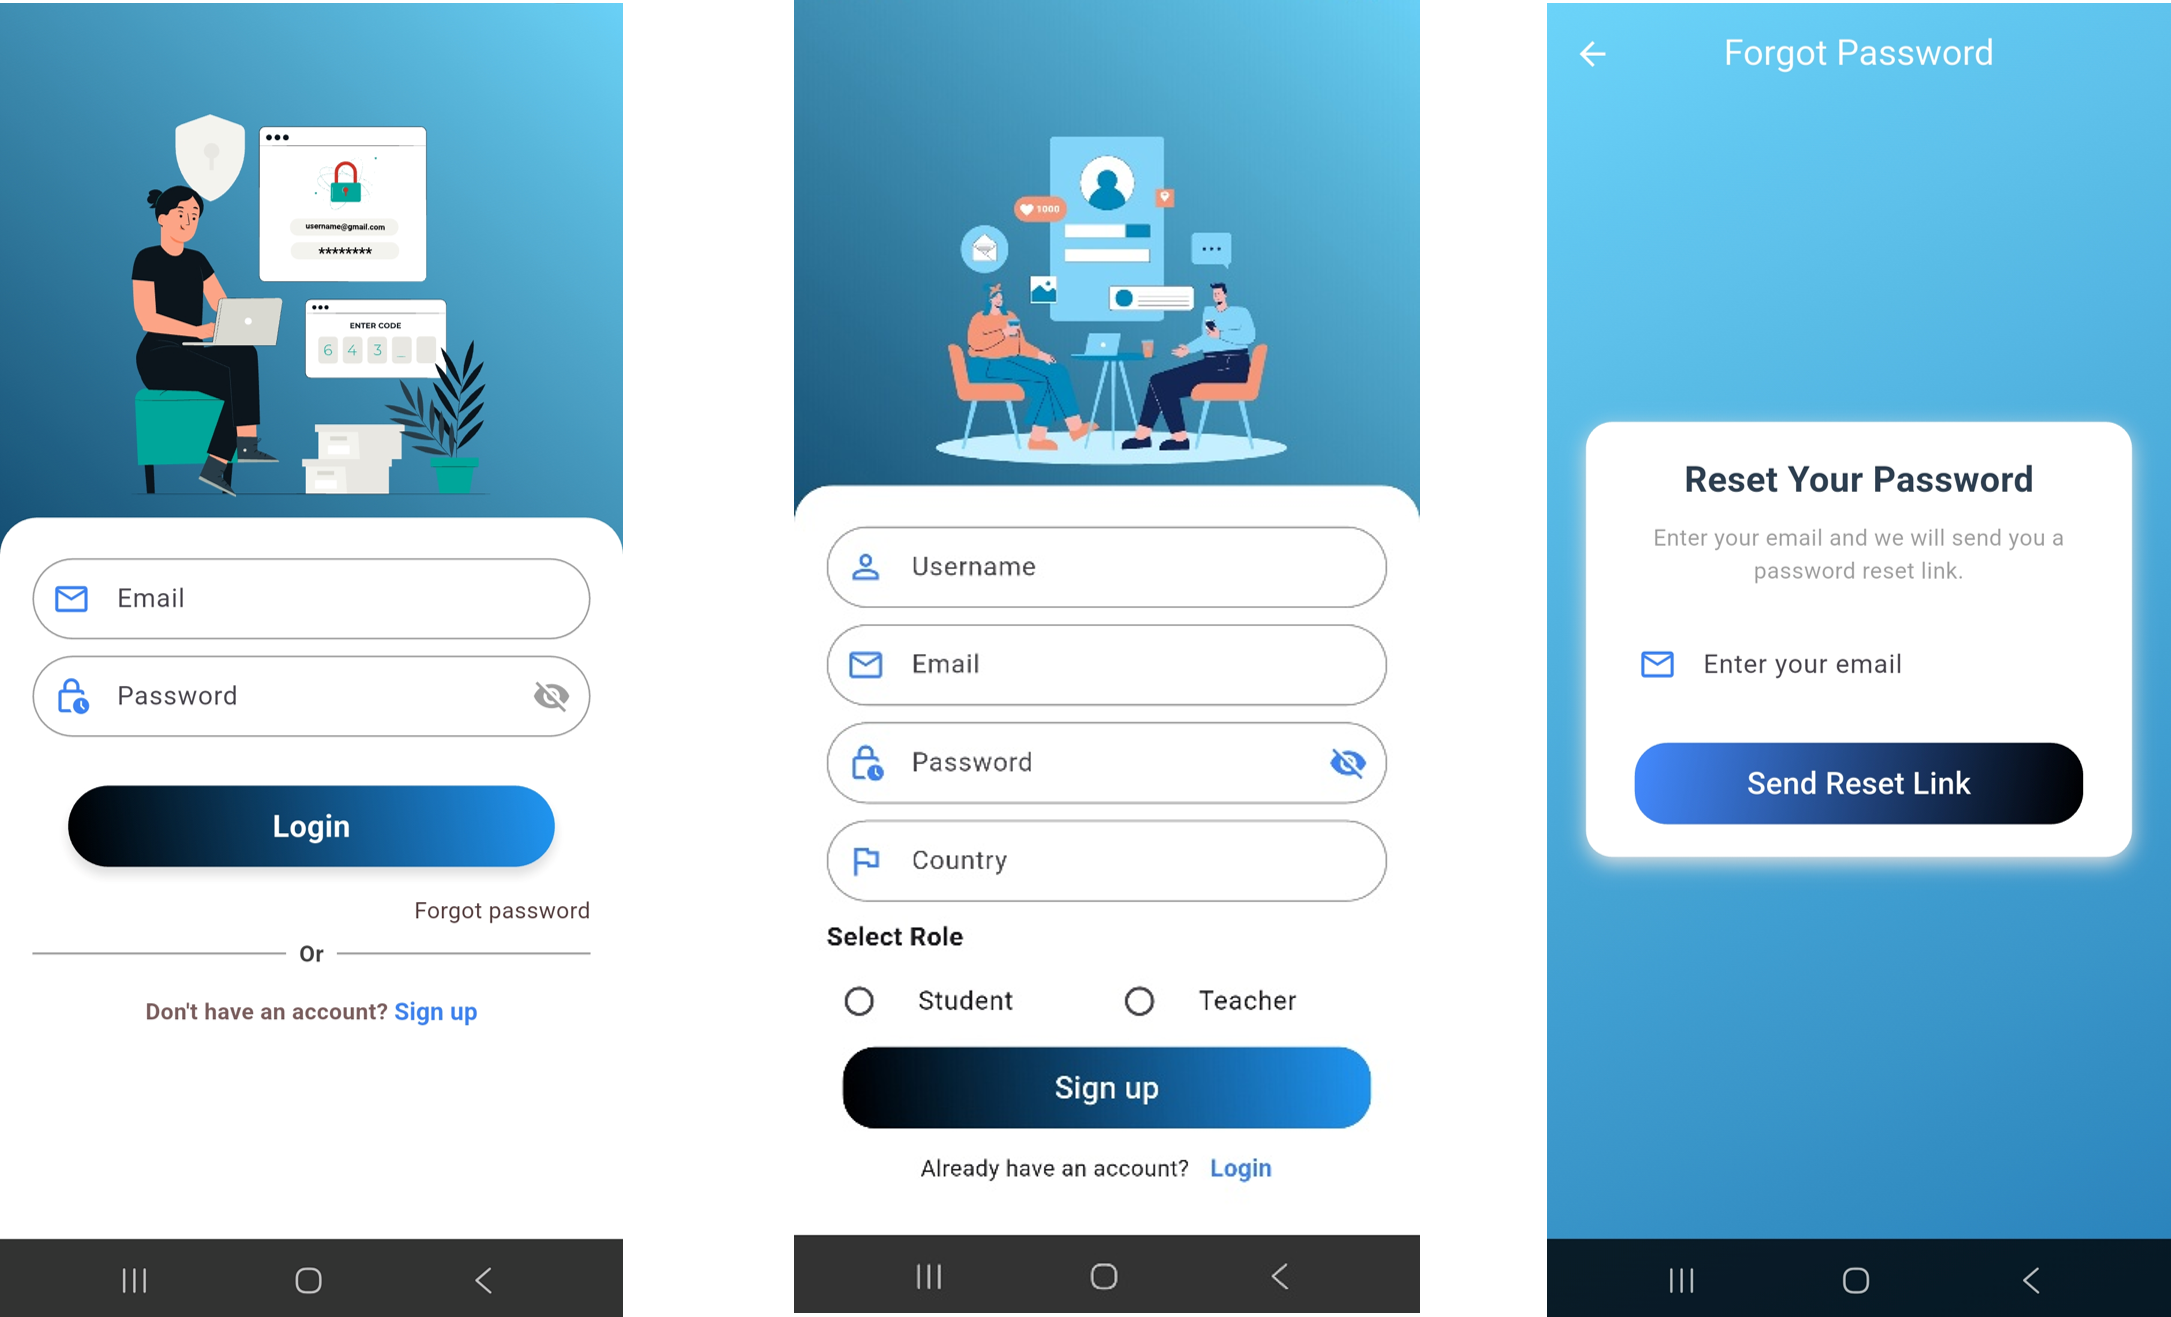 username@gmail.com
********
ENTER CODE
6 4 3 _
Email
Password
Login
Forgot password
Or
Don't have an account? Sign up
1000
Username
Email
Password
Country
Select Role
Student Teacher
Sign up
Already have an account? Login
Forgot Password
Reset Your Password
Enter your email and we will send you a
password reset link.
Enter your email
Send Reset Link